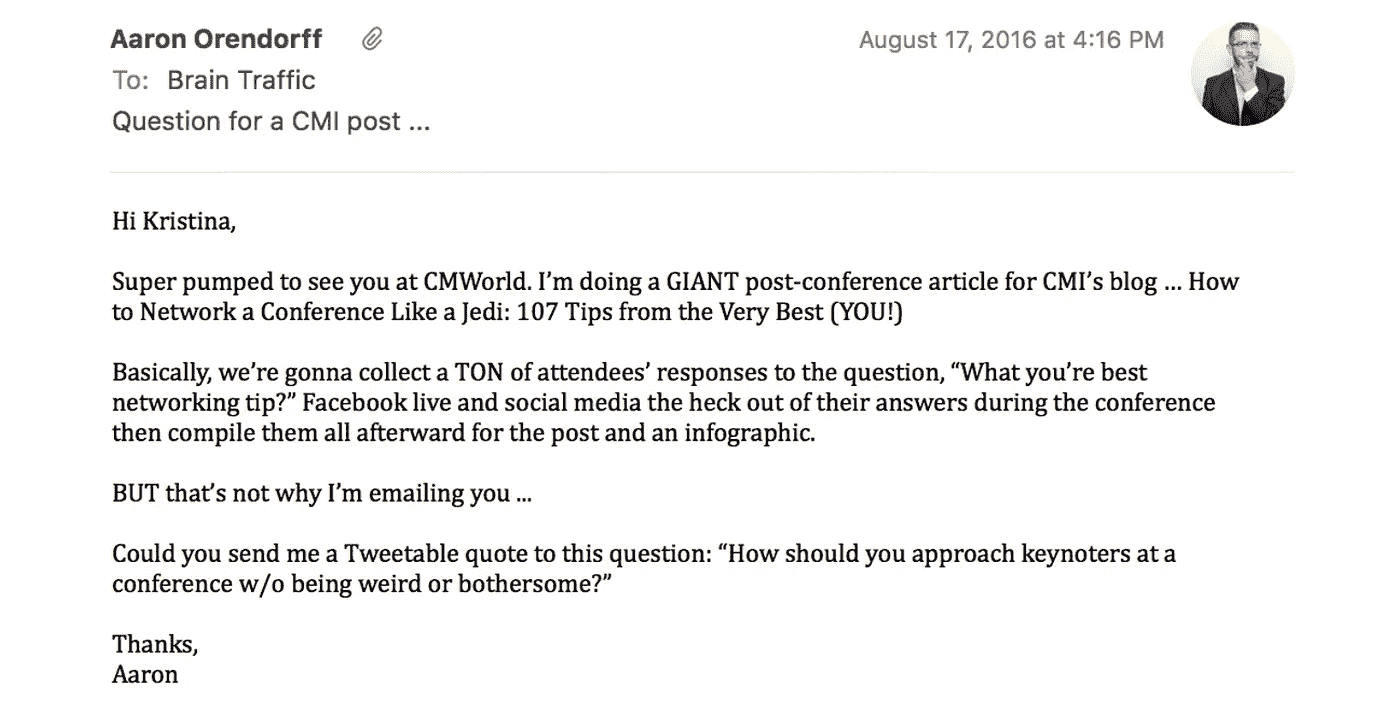 Aaron Orendorff
August 17, 2016 at 4:16 PM
To: Brain Traffic
Question for a CMI post ...
Hi Kristina,
Super pumped to see you at CMWorld. I’m doing a GIANT post-conference article for CMI’s blog ... How
to Network a Conference Like a Jedi: 107 Tips from the Very Best (YOU!)
Basically, we’re gonna collect a TON of attendees’ responses to the question, “What you’re best
networking tip?” Facebook live and social media the heck out of their answers during the conference
then compile them all afterward for the post and an infographic.
BUT that’s not why I’m emailing you ...
Could you send me a Tweetable quote to this question: “How should you approach keynoters at a
conference w/o being weird or bothersome?”
Thanks,
Aaron